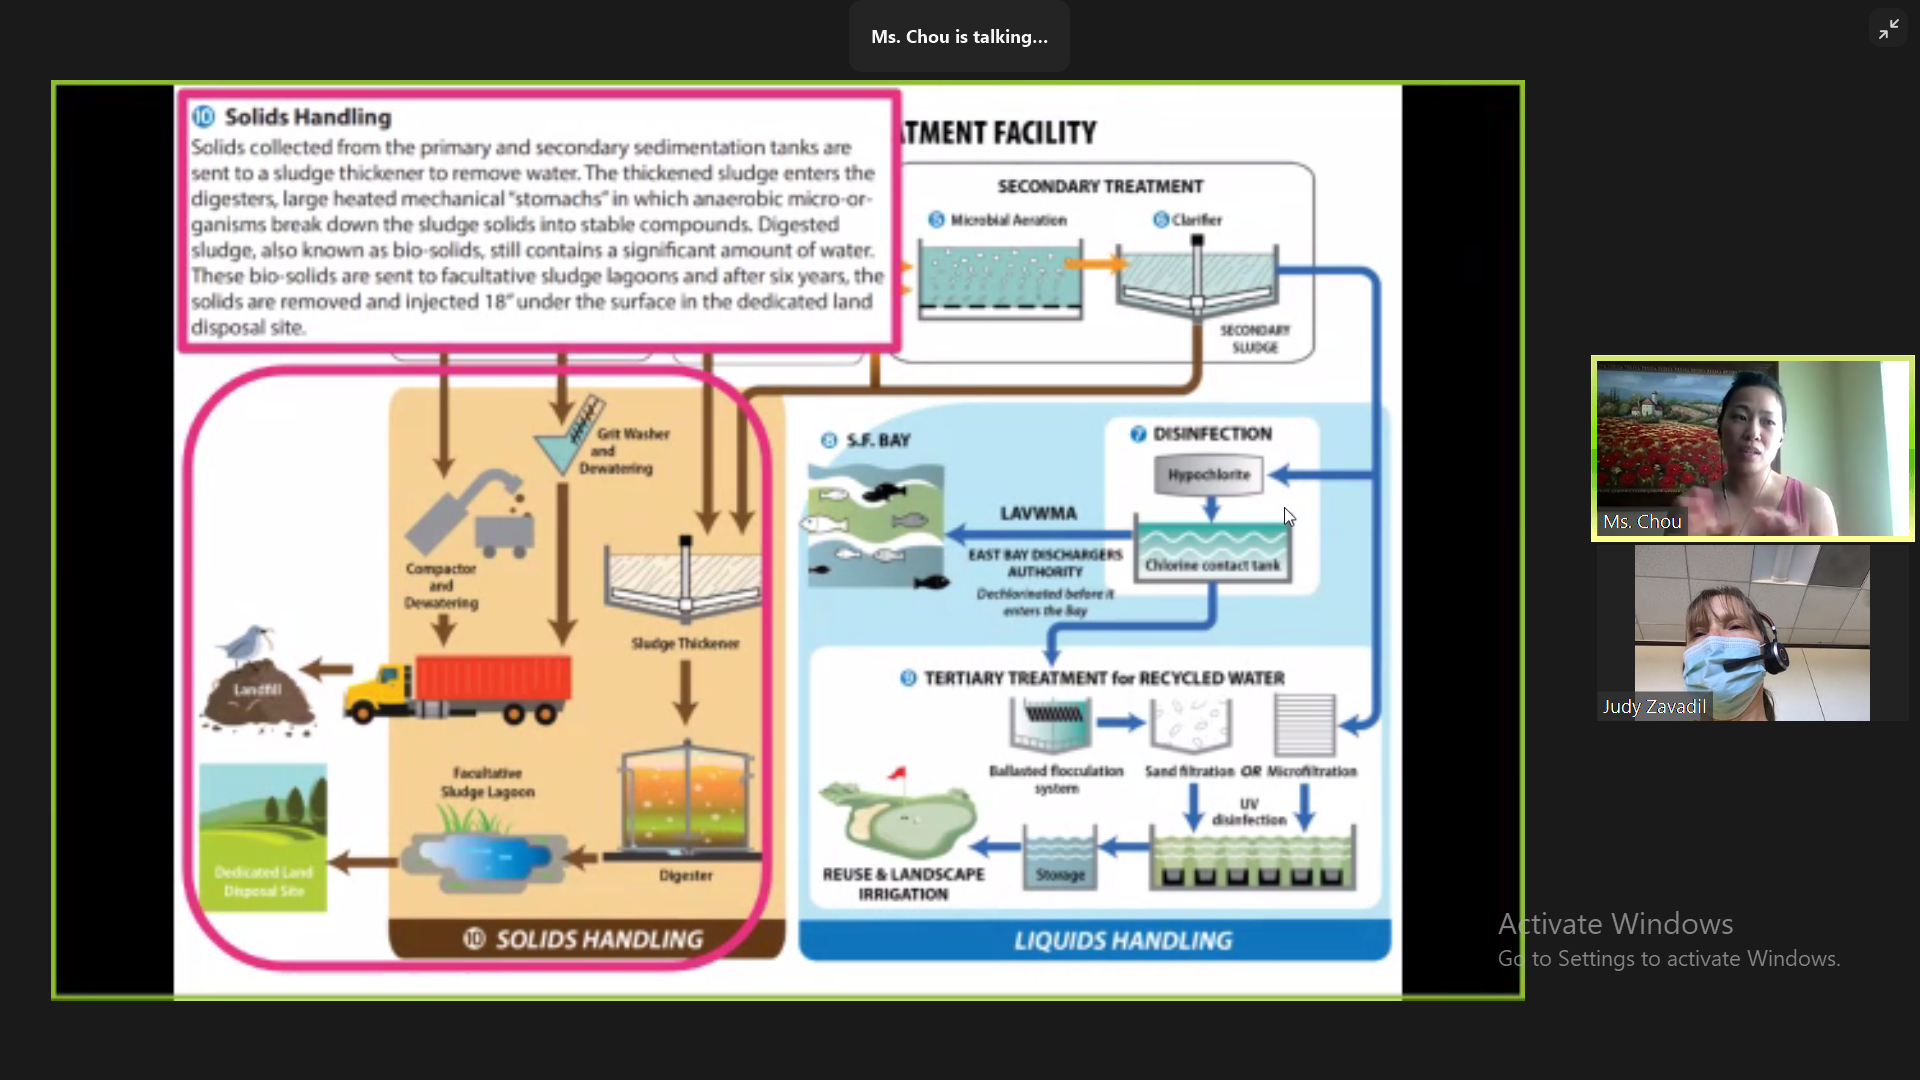 Ms. Chou is talking...
10 Solids Handling
Solids collected from the primary and secondary sedimentation tanks are
sent to a sludge thickener to remove water. The thickened sludge enters the
digesters, large heated mechanical "stomachs" in which anaerobic micro-or-
ganisms break down the sludge solids into stable compounds. Digested
sludge, also known as bio-solids, still contains a significant amount of water.
These bio-solids are sent to facultative sludge lagoons and after six years, the
solids are removed and injected 18" under the surface in the dedicated land
disposal site.
ATMENT FACILITY
SECONDARY TREATMENT
5 Microbial Aeration
6 Clarifier
SECONDARY
SLUDGE
Grit Washer
and
Dewatering
Compactor
and
Dewatering
Sludge Thickener
Landfill
Facultative
Sludge Lagoon
Dedicated Land
Disposal Site
Digester
10 SOLIDS HANDLING
8 S.F. BAY
7 DISINFECTION
Hypochlorite
LAVWMA
EAST BAY DISCHARGERS
AUTHORITY
Dechlorinated before it
enters the Bay
Chlorine contact tank
9 TERTIARY TREATMENT for RECYCLED WATER
Ballasted flocculation
system
Sand filtration OR Microfiltration
UV
disinfection
REUSE & LANDSCAPE
IRRIGATION
Storage
LIQUIDS HANDLING
Ms. Chou
Judy Zavadil
Activate Windows
Go to Settings to activate Windows.